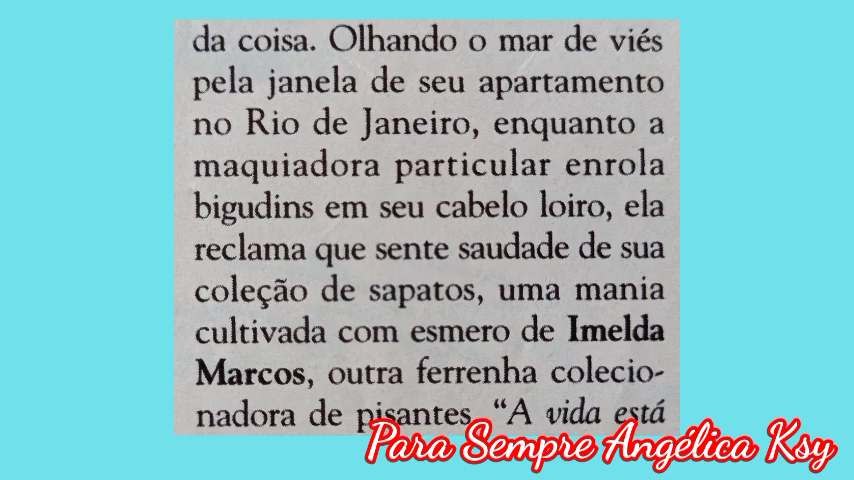 da coisa. Olhando o mar de viés
pela janela de seu apartamento
no Rio de Janeiro, enquanto a
maquiadora particular enrola
bigudins em seu cabelo loiro, ela
reclama que sente saudade de sua
coleção de sapatos, uma mania
cultivada com esmero de Imelda
Marcos, outra ferrenha colecio-
nadora de pisantes. “A vida está
Para Sempre Angélica Ksy